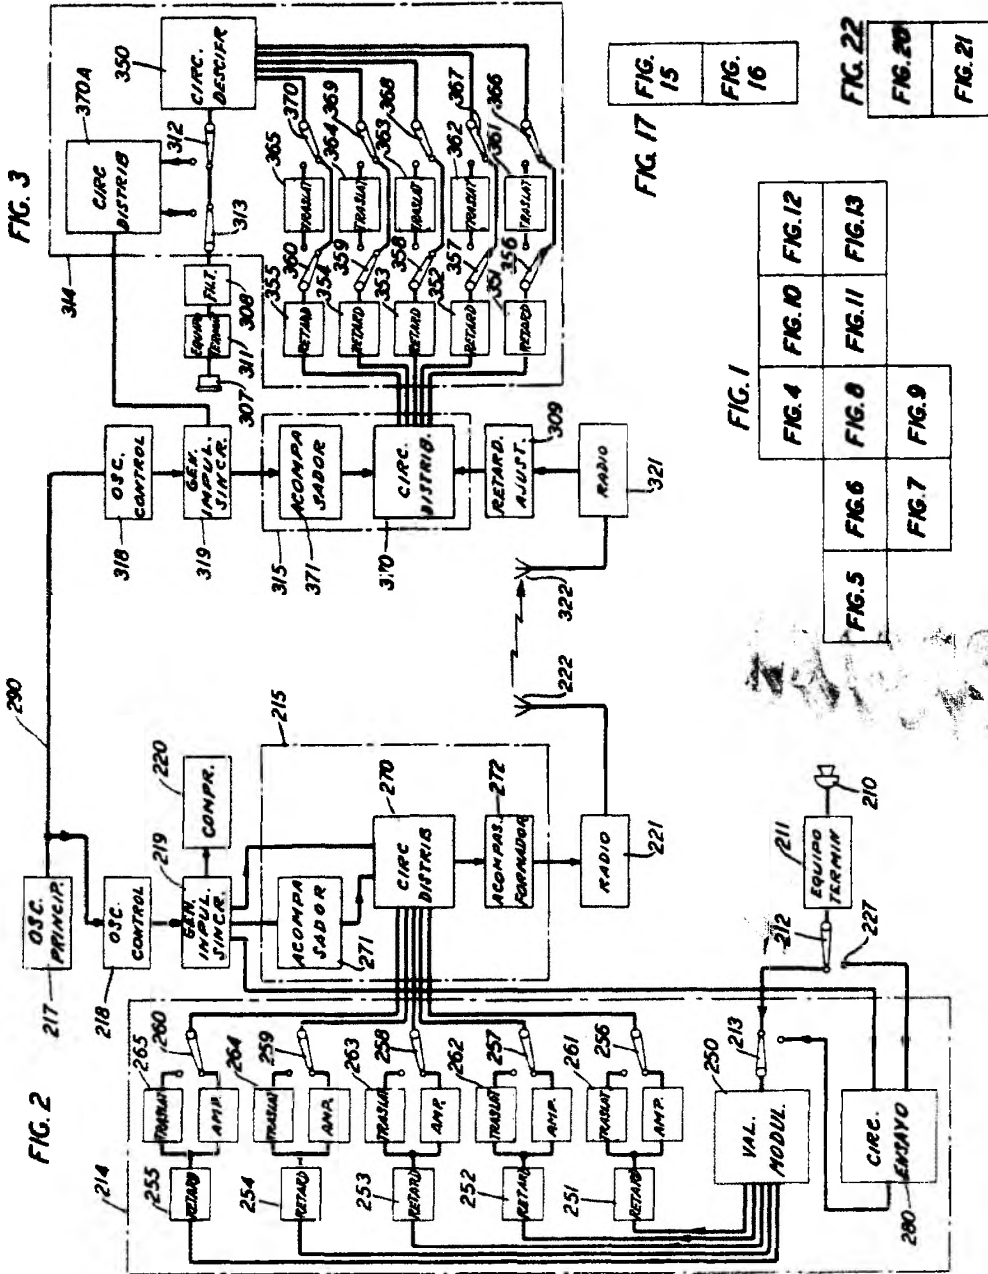 FIG. 2
214
OSC. PRINCIP.
217
290
OSC. CONTROL
218
GEN. IMPUL. SINCR.
219
COMPR.
220
215
ACOMPA SADOR
271
CIRC DISTRIB
270
ACOMPAS. FORMADOR
272
RADIO
221
222
RETARD
255
TRASLAT
265
AMP.
260
RETARD
254
TRASLAT
264
AMP.
259
RETARD
253
TRASLAT
263
AMP.
258
RETARD
252
TRASLAT
262
AMP.
257
RETARD
251
TRASLAT
261
AMP.
256
VAL. MODUL.
250
213
212
EQUIPO TERMIN
211
210
227
CIRC. ENSAYO
280
FIG. 3
314
OSC. CONTROL
318
GEN. IMPUL. SINCR.
319
315
ACOMPA SADOR
371
CIRC. DISTRIB.
370
RETARD. AJUST.
309
RADIO
321
322
307
EQUIPO TERMIN
311
FILT.
308
313
312
CIRC DISTRIB
370A
CIRC. DESCIFR
350
RETARD
355
360
TRASLAT
365
370
RETARD
354
359
TRASLAT
364
369
RETARD
353
358
TRASLAT
363
368
RETARD
352
357
TRASLAT
362
367
RETARD
351
356
TRASLAT
361
366
FIG. 1
FIG. 4
FIG. 10
FIG. 12
FIG. 5
FIG. 6
FIG. 8
FIG. 11
FIG. 13
FIG. 7
FIG. 9
FIG. 17
FIG. 15
FIG. 16
FIG. 22
FIG. 20
FIG. 21